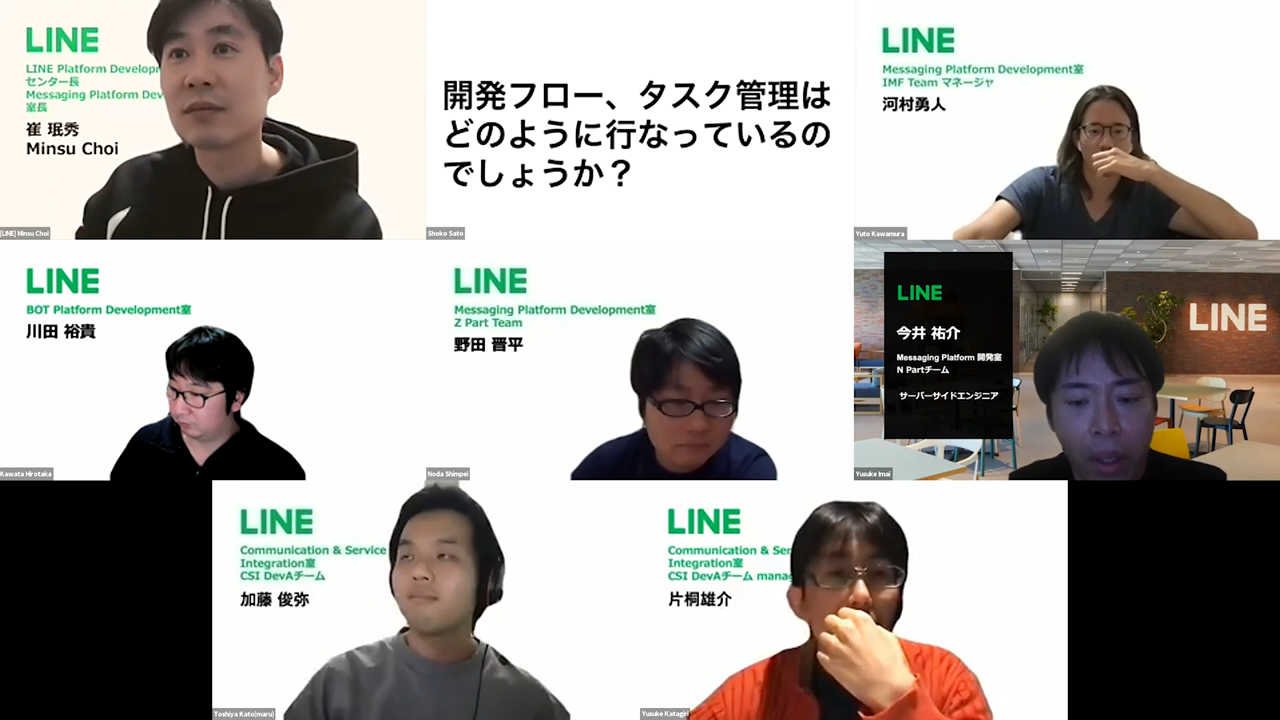 LINE
LINE Platform Develop
センター長
Messaging Platform Dev
室長
崔 珉秀
Minsu Choi
[LINE] Minsu Choi
開発フロー、タスク管理は
どのように行なっているの
でしょうか？
Shoko Sato
LINE
Messaging Platform Development室
IMF Team マネージャ
河村勇人
Yuto Kawamura
LINE
BOT Platform Development室
川田 裕貴
Kawata Hirotaka
LINE
Messaging Platform Development室
Z Part Team
野田 晋平
Noda Shimpei
LINE
今井 祐介
Messaging Platform 開発室
N Partチーム
サーバーサイドエンジニア
LINE
Yusuke Imai
LINE
Communication & Service
Integration室
CSI DevAチーム
加藤 俊弥
Toshiya Kato(maru)
LINE
Communication & Ser
Integration室
CSI DevAチーム mana
片桐雄介
Yusuke Katagiri